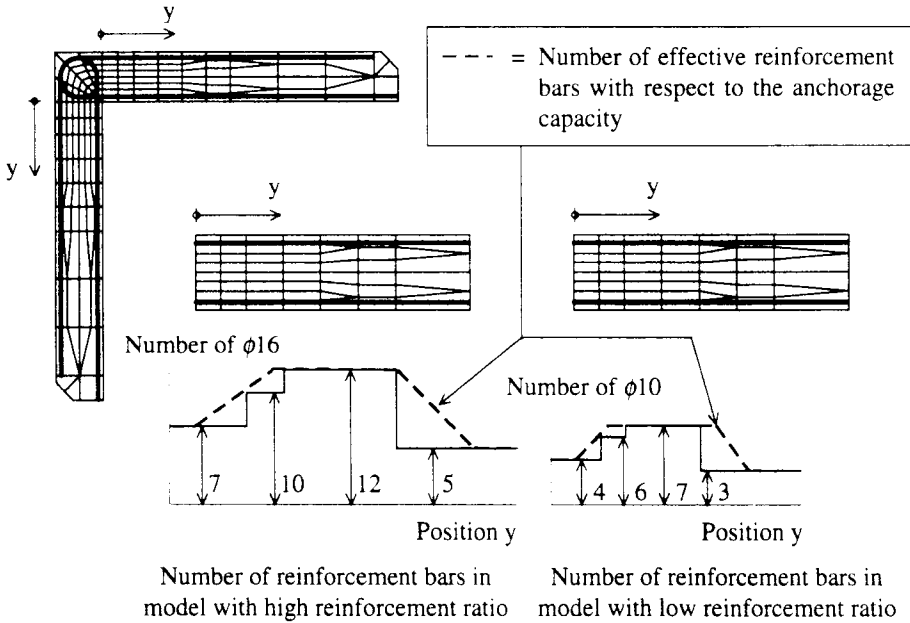 y
y
- - - = Number of effective reinforcement
bars with respect to the anchorage
capacity
y
y
Number of ϕ16
Number of ϕ10
7
10
12
5
4
6
7
3
Position y
Position y
Number of reinforcement bars in
model with high reinforcement ratio
Number of reinforcement bars in
model with low reinforcement ratio